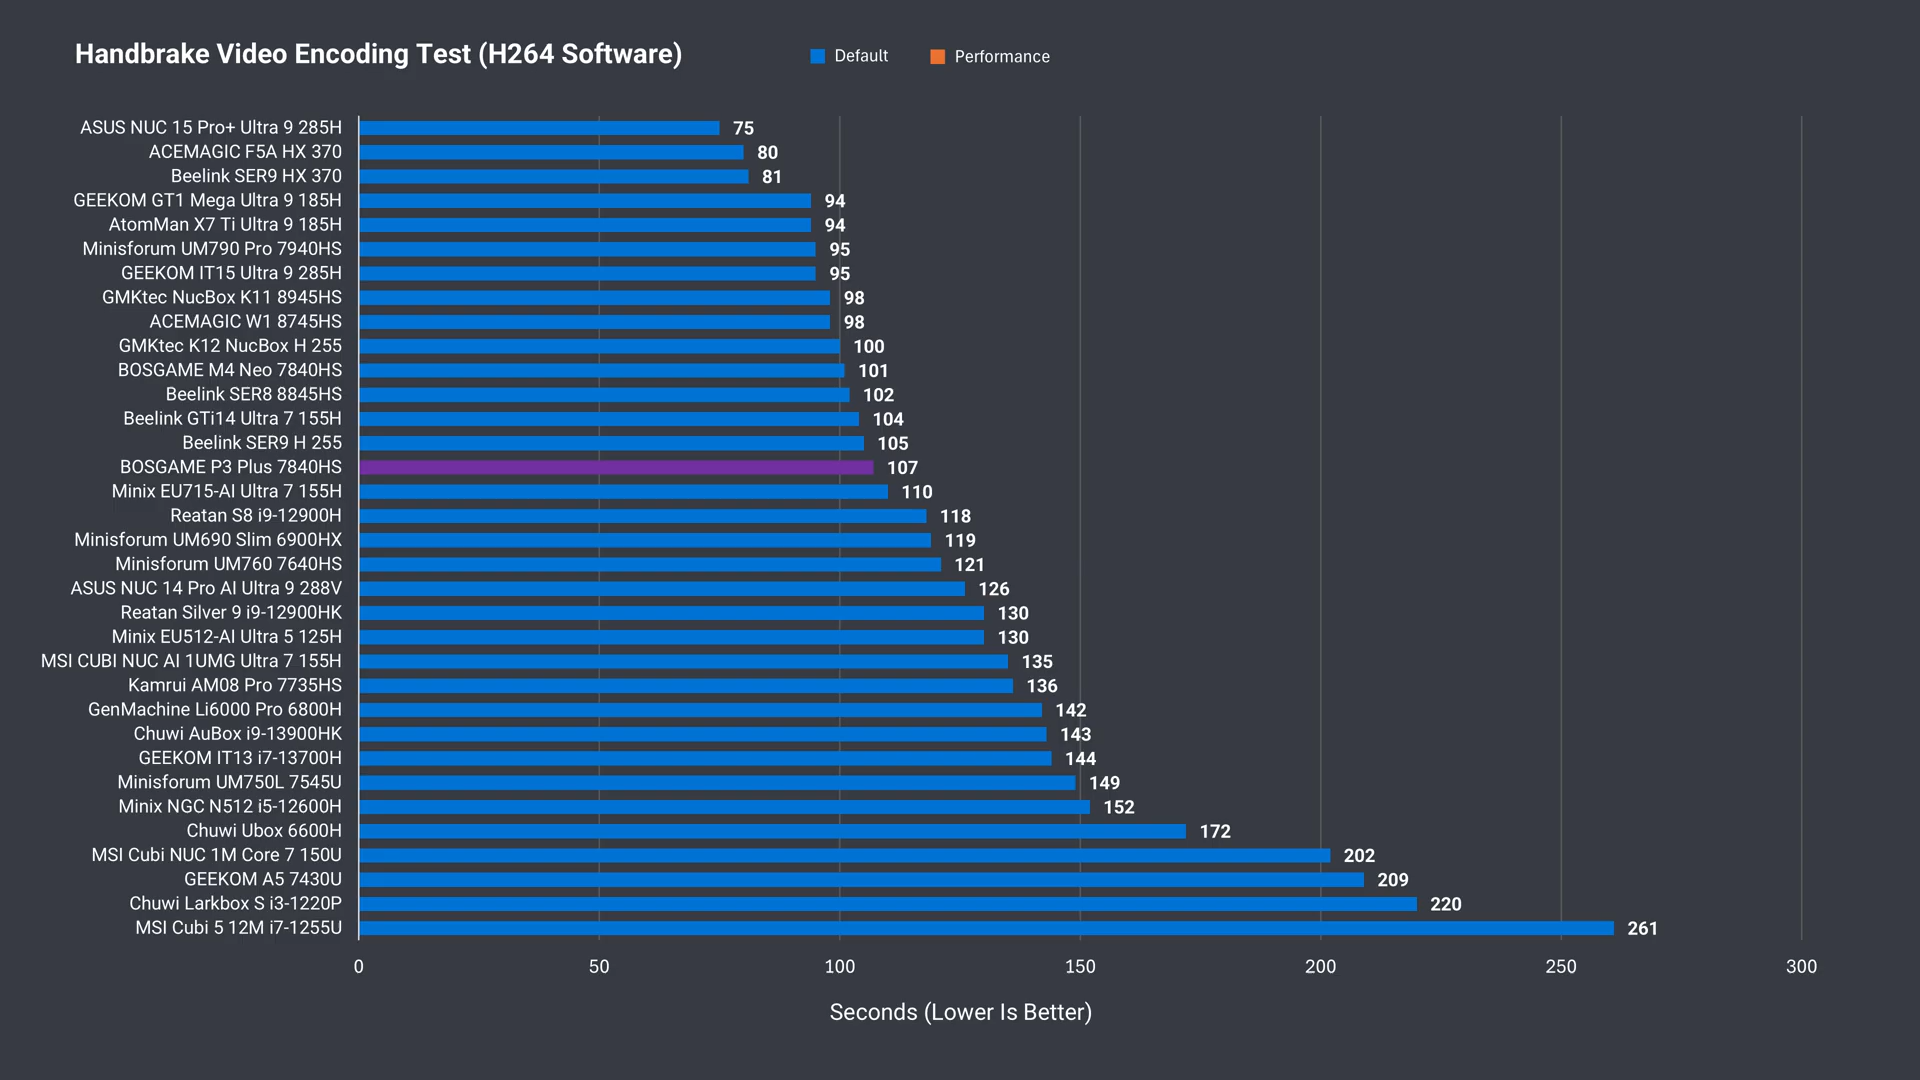 Handbrake Video Encoding Test (H264 Software)
Default
Performance
ASUS NUC 15 Pro+ Ultra 9 285H 75
ACEMAGIC F5A HX 370 80
Beelink SER9 HX 370 81
GEEKOM GT1 Mega Ultra 9 185H 94
AtomMan X7 Ti Ultra 9 185H 94
Minisforum UM790 Pro 7940HS 95
GEEKOM IT15 Ultra 9 285H 95
GMKtec NucBox K11 8945HS 98
ACEMAGIC W1 8745HS 98
GMKtec K12 NucBox H 255 100
BOSGAME M4 Neo 7840HS 101
Beelink SER8 8845HS 102
Beelink GTi14 Ultra 7 155H 104
Beelink SER9 H 255 105
BOSGAME P3 Plus 7840HS 107
Minix EU715-AI Ultra 7 155H 110
Reatan S8 i9-12900H 118
Minisforum UM690 Slim 6900HX 119
Minisforum UM760 7640HS 121
ASUS NUC 14 Pro AI Ultra 9 288V 126
Reatan Silver 9 i9-12900HK 130
Minix EU512-AI Ultra 5 125H 130
MSI CUBI NUC AI 1UMG Ultra 7 155H 135
Kamrui AM08 Pro 7735HS 136
GenMachine Li6000 Pro 6800H 142
Chuwi AuBox i9-13900HK 143
GEEKOM IT13 i7-13700H 144
Minisforum UM750L 7545U 149
Minix NGC N512 i5-12600H 152
Chuwi Ubox 6600H 172
MSI Cubi NUC 1M Core 7 150U 202
GEEKOM A5 7430U 209
Chuwi Larkbox S i3-1220P 220
MSI Cubi 5 12M i7-1255U 261
0 50 100 150 200 250 300
Seconds (Lower Is Better)